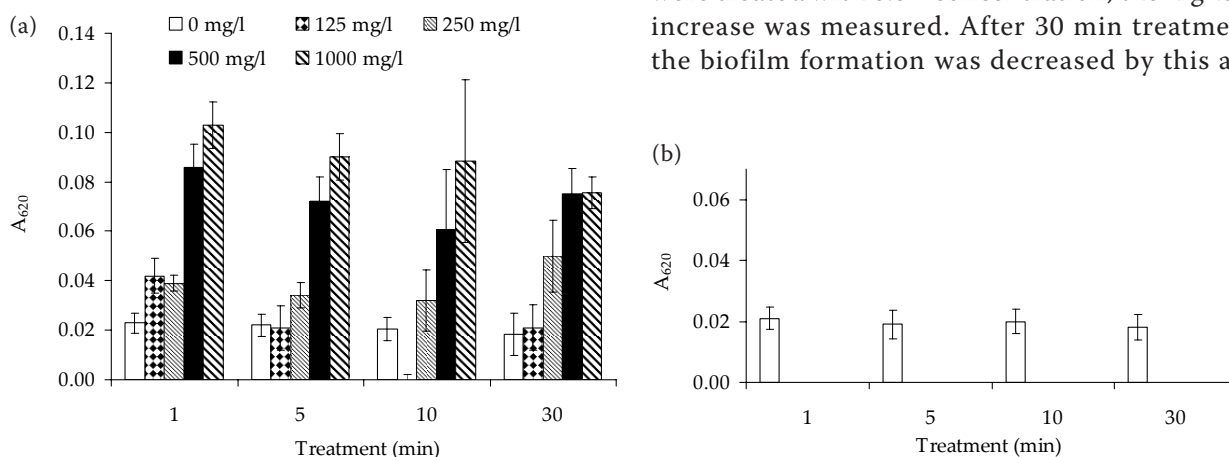 (a)
0 mg/l 125 mg/l 250 mg/l
500 mg/l 1000 mg/l
0.14
0.12
0.10
0.08
0.06
0.04
0.02
0.00
A620
1 5 10 30
Treatment (min)
increase was measured. After 30 min treatme
the biofilm formation was decreased by this a
(b)
0.06
0.04
0.02
0.00
A620
1 5 10 30
Treatment (min)